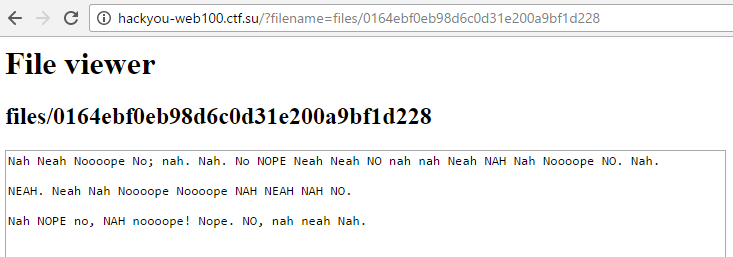 hackyou-web100.ctf.su/?filename=files/0164ebf0eb98d6c0d31e200a9bf1d228
File viewer
files/0164ebf0eb98d6c0d31e200a9bf1d228
Nah Neah Noooope No; nah. Nah. No NOPE Neah Neah NO nah nah Neah NAH Nah Noooope NO. Nah.
NEAH. Neah Nah Noooope Noooope NAH NEAH NAH NO.
Nah NOPE no, NAH noooope! Nope. NO, nah neah Nah.